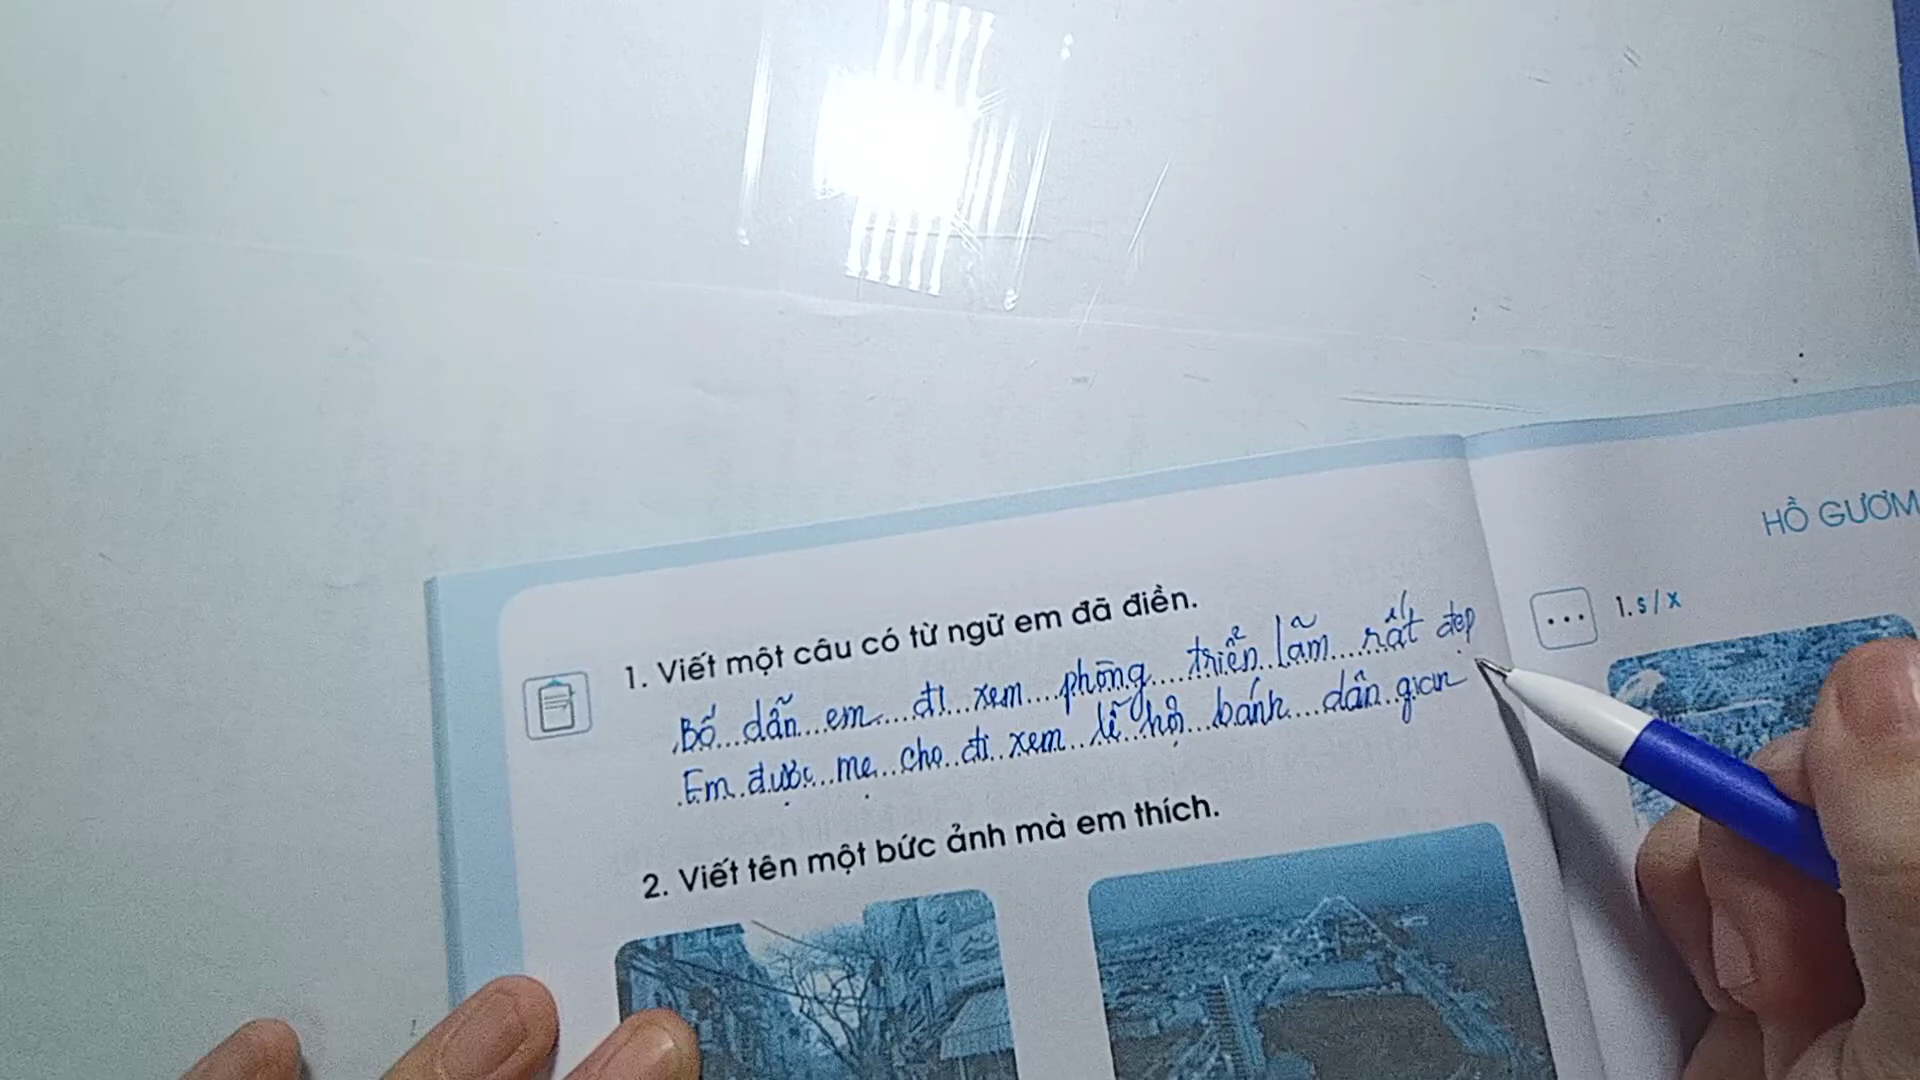 1. Viết một câu có từ ngữ em đã điền.
Bố dẫn em đi xem phòng triển lãm rất đẹp
Em được mẹ cho đi xem lễ hội bánh dân gian
2. Viết tên một bức ảnh mà em thích.
HỒ GƯƠM
... 1. s / x